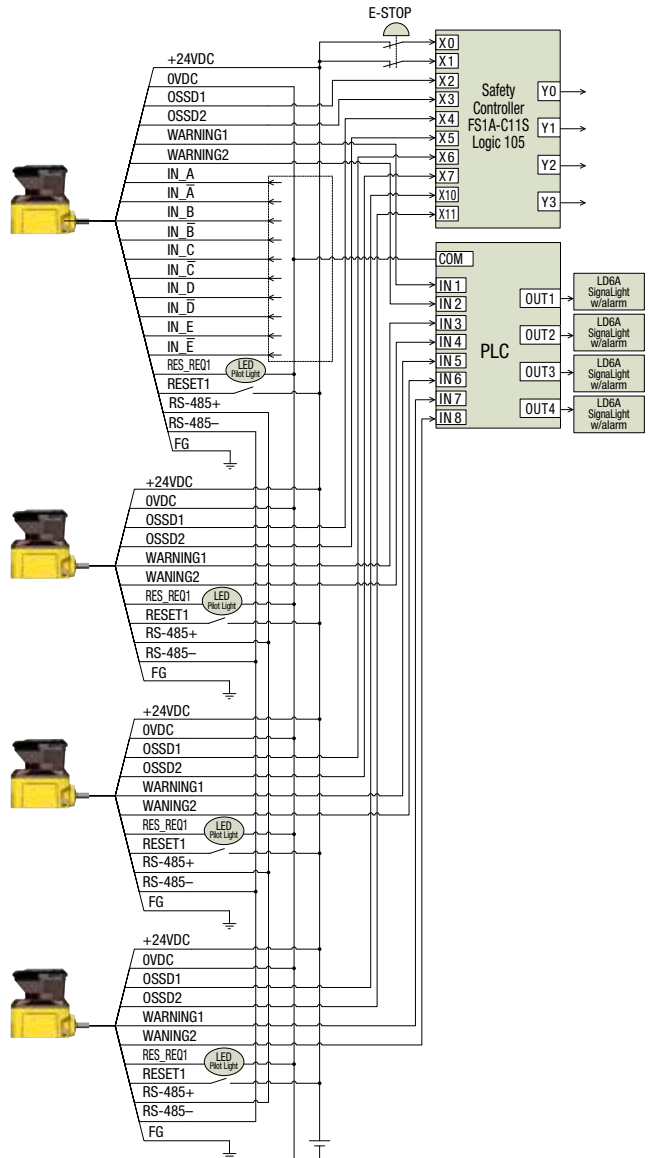 E-STOP
+24VDC
0VDC
OSSD1
OSSD2
WARNING1
WARNING2
IN_A
IN_A̅
IN_B
IN_B̅
IN_C
IN_C̅
IN_D
IN_D̅
IN_E
IN_E̅
RES_REQ1
LED
Pilot Light
RESET1
RS-485+
RS-485–
FG
X0
X1
X2
X3
X4
X5
X6
X7
X10
X11
Safety
Controller
FS1A-C11S
Logic 105
Y0
Y1
Y2
Y3
COM
IN 1
IN 2
IN 3
IN 4
IN 5
IN 6
IN 7
IN 8
PLC
OUT1
OUT2
OUT3
OUT4
LD6A
SignaLight
w/alarm
LD6A
SignaLight
w/alarm
LD6A
SignaLight
w/alarm
LD6A
SignaLight
w/alarm
+24VDC
0VDC
OSSD1
OSSD2
WARNING1
WANING2
RES_REQ1
LED
Pilot Light
RESET1
RS-485+
RS-485–
FG
+24VDC
0VDC
OSSD1
OSSD2
WARNING1
WANING2
RES_REQ1
LED
Pilot Light
RESET1
RS-485+
RS-485–
FG
+24VDC
0VDC
OSSD1
OSSD2
WARNING1
WANING2
RES_REQ1
LED
Pilot Light
RESET1
RS-485+
RS-485–
FG